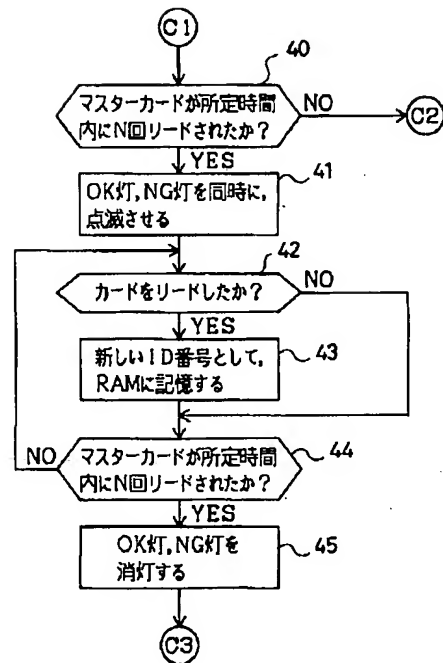 C1
40
マスターカードが所定時間
内にN回リードされたか?
NO
C2
YES
41
OK灯,NG灯を同時に,
点滅させる
42
カードをリードしたか?
NO
YES
43
新しいID番号として,
RAMに記憶する
NO
マスターカードが所定時間
内にN回リードされたか?
44
YES
OK灯,NG灯を
消灯する
45
C3